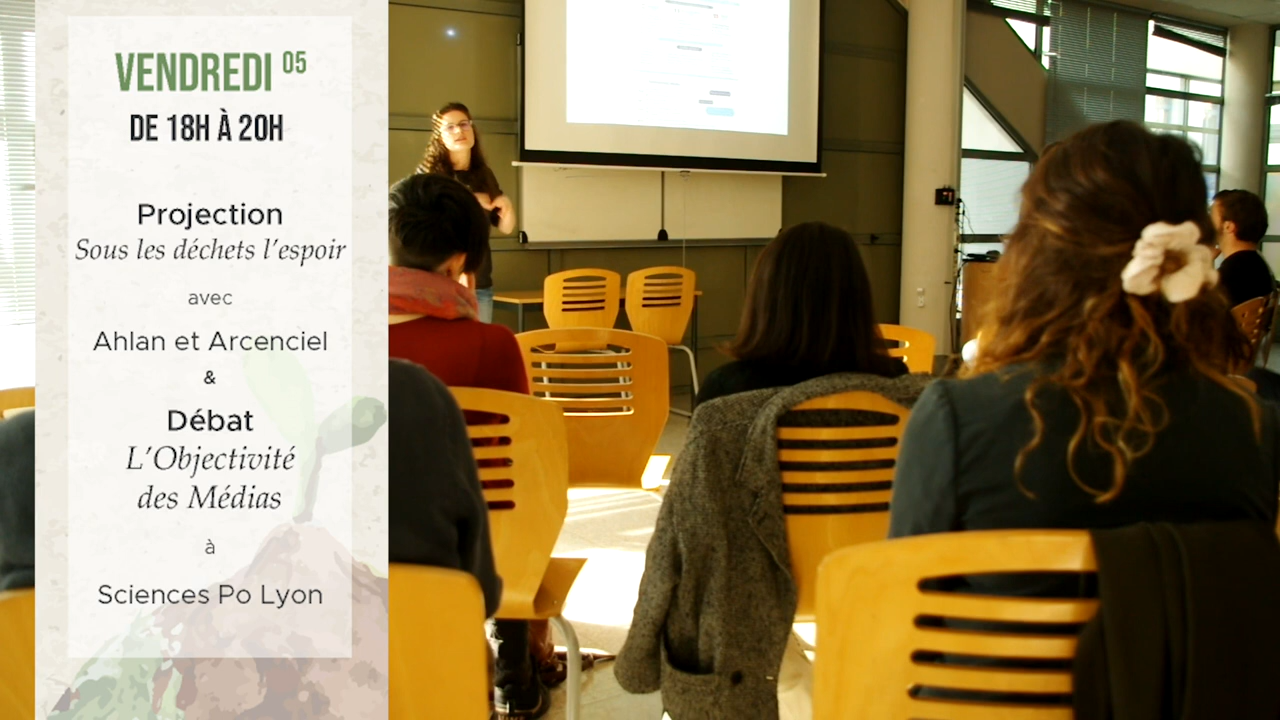 VENDREDI 05
DE 18H À 20H
Projection
Sous les déchets l'espoir
avec
Ahlan et Arcenciel
&
Débat
L'Objectivité
des Médias
à
Sciences Po Lyon